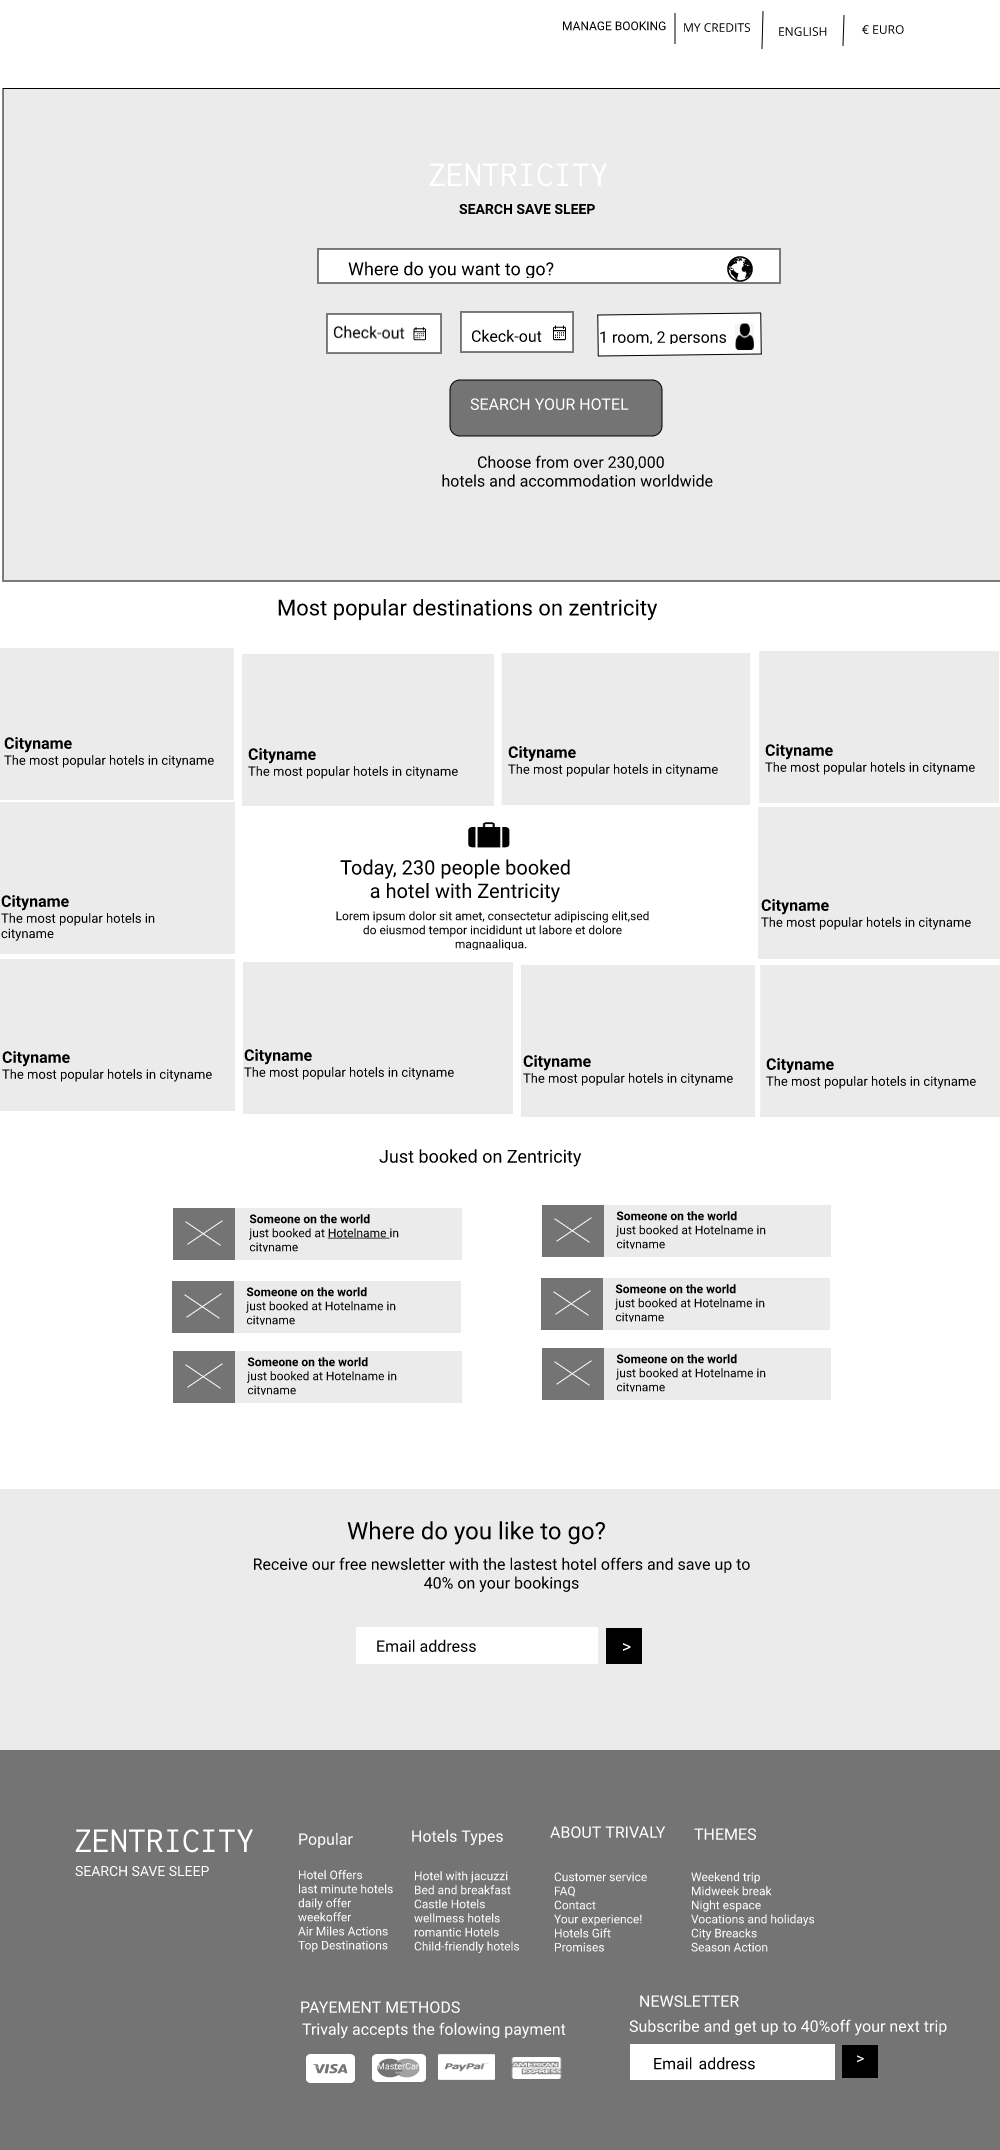 MANAGE BOOKING
MY CREDITS
ENGLISH
€ EURO
ZENTRICITY
SEARCH SAVE SLEEP
Where do you want to go?
Check-out
Ckeck-out
1 room, 2 persons
SEARCH YOUR HOTEL
Choose from over 230,000
hotels and accommodation worldwide
Most popular destinations on zentricity
Cityname
The most popular hotels in cityname
Cityname
The most popular hotels in cityname
Cityname
The most popular hotels in cityname
Cityname
The most popular hotels in cityname
Cityname
The most popular hotels in
cityname
Today, 230 people booked
a hotel with Zentricity
Lorem ipsum dolor sit amet, consectetur adipiscing elit,sed
do eiusmod tempor incididunt ut labore et dolore
magnaaliqua.
Cityname
The most popular hotels in cityname
Cityname
The most popular hotels in cityname
Cityname
The most popular hotels in cityname
Cityname
The most popular hotels in cityname
Cityname
The most popular hotels in cityname
Just booked on Zentricity
Someone on the world
just booked at Hotelname in
cityname
Someone on the world
just booked at Hotelname in
cityname
Someone on the world
just booked at Hotelname in
cityname
Someone on the world
just booked at Hotelname in
cityname
Someone on the world
just booked at Hotelname in
cityname
Someone on the world
just booked at Hotelname in
cityname
Where do you like to go?
Receive our free newsletter with the lastest hotel offers and save up to
40% on your bookings
Email address
>
ZENTRICITY
SEARCH SAVE SLEEP
Popular
Hotel Offers
last minute hotels
daily offer
weekoffer
Air Miles Actions
Top Destinations
Hotels Types
Hotel with jacuzzi
Bed and breakfast
Castle Hotels
wellmess hotels
romantic Hotels
Child-friendly hotels
ABOUT TRIVALY
Customer service
FAQ
Contact
Your experience!
Hotels Gift
Promises
THEMES
Weekend trip
Midweek break
Night espace
Vocations and holidays
City Breacks
Season Action
PAYEMENT METHODS
Trivaly accepts the folowing payment
VISA
MasterCar
PayPal
AMERICAN
EXPRESS
NEWSLETTER
Subscribe and get up to 40%off your next trip
Email address
>